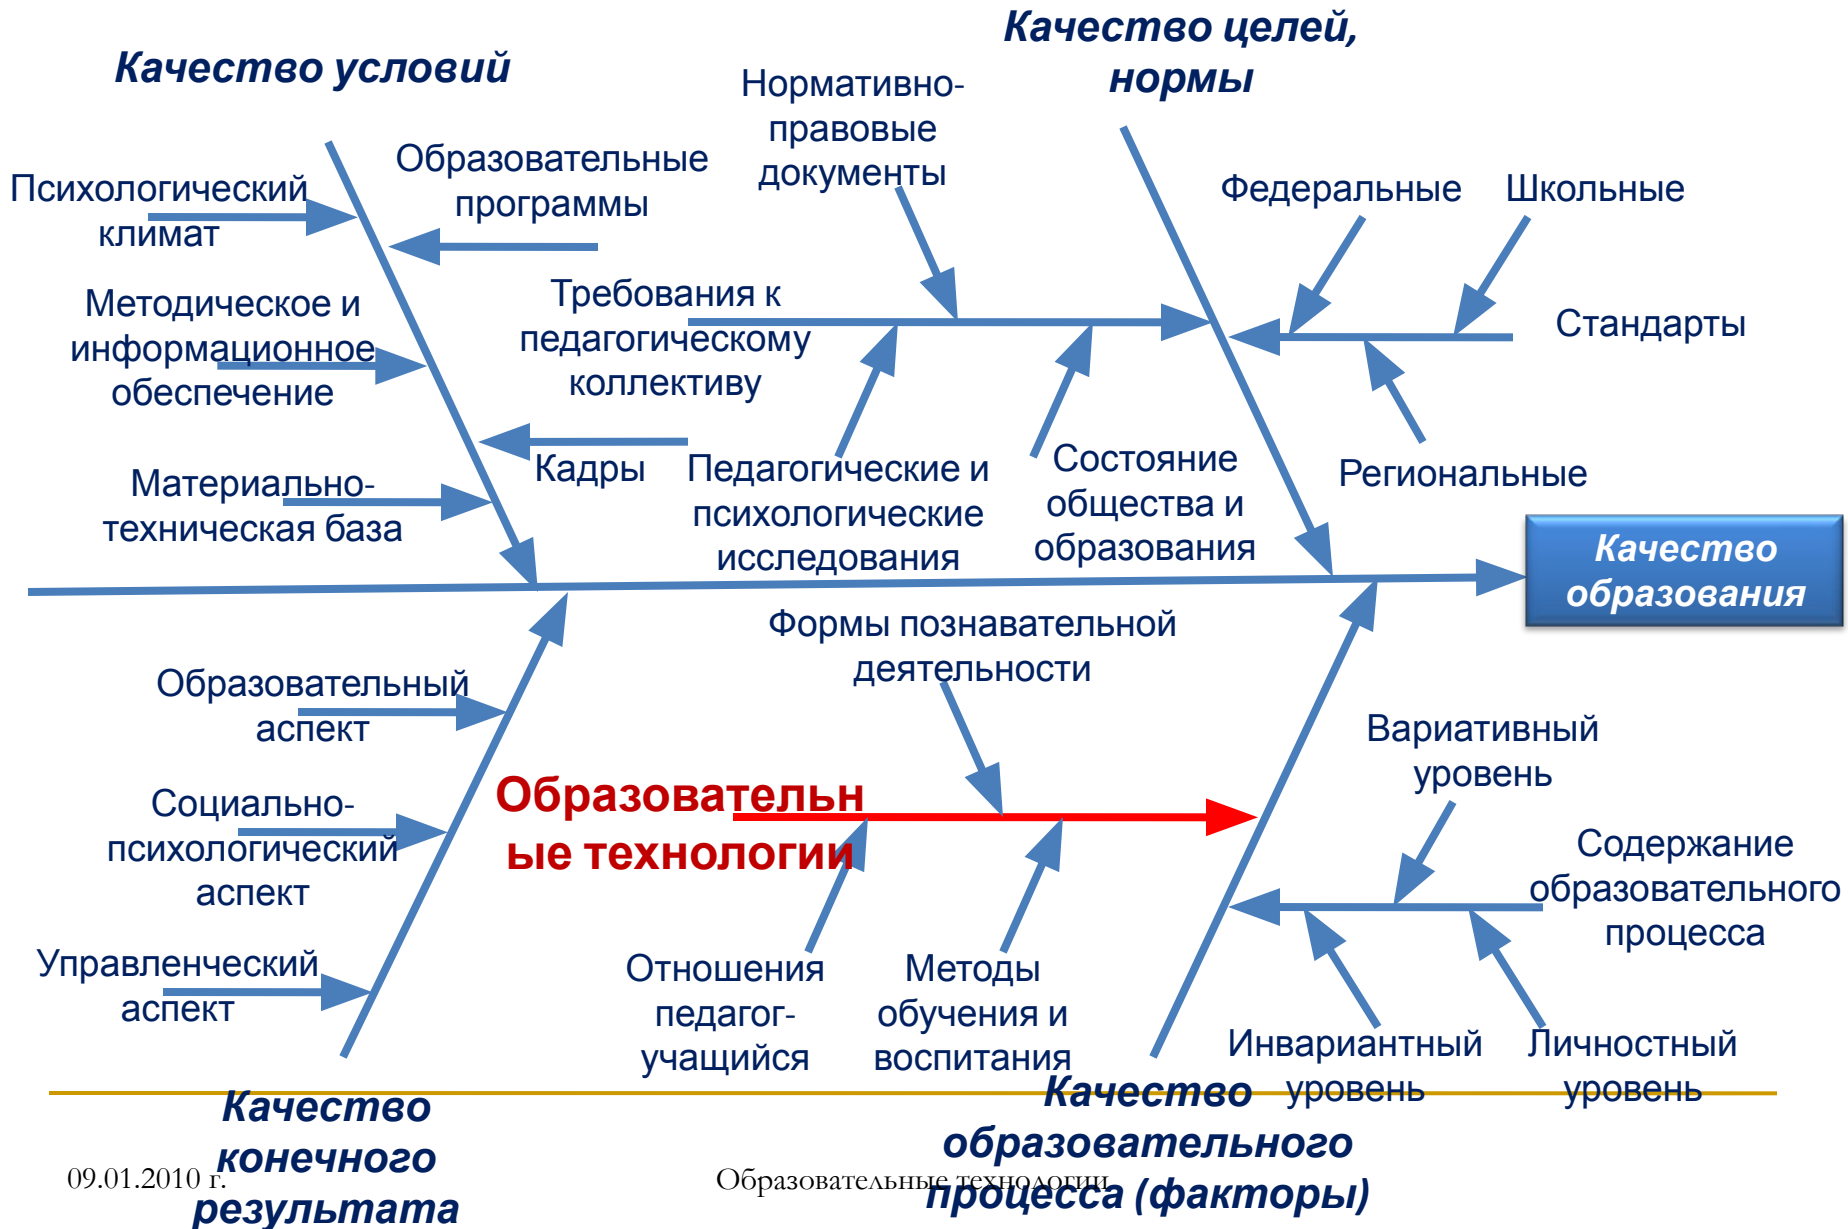 Качество условий
Качество целей,
нормы
Нормативно-
правовые
документы
Образовательные
программы
Психологический
климат
Федеральные
Школьные
Методическое и
информационное
обеспечение
Требования к
педагогическому
коллективу
Стандарты
Кадры
Материально-
техническая база
Педагогические и
психологические
исследования
Состояние
общества и
образования
Региональные
Качество
образования
Формы познавательной
деятельности
Образовательный
аспект
Вариативный
уровень
Образовательн
ые технологии
Социально-
психологический
аспект
Содержание
образовательного
процесса
Управленческий
аспект
Отношения
педагог-
учащийся
Методы
обучения и
воспитания
Инвариантный
уровень
Личностный
уровень
Качество
конечного
результата
Качество
образовательного
процесса (факторы)
09.01.2010 г.
Образовательные технологии